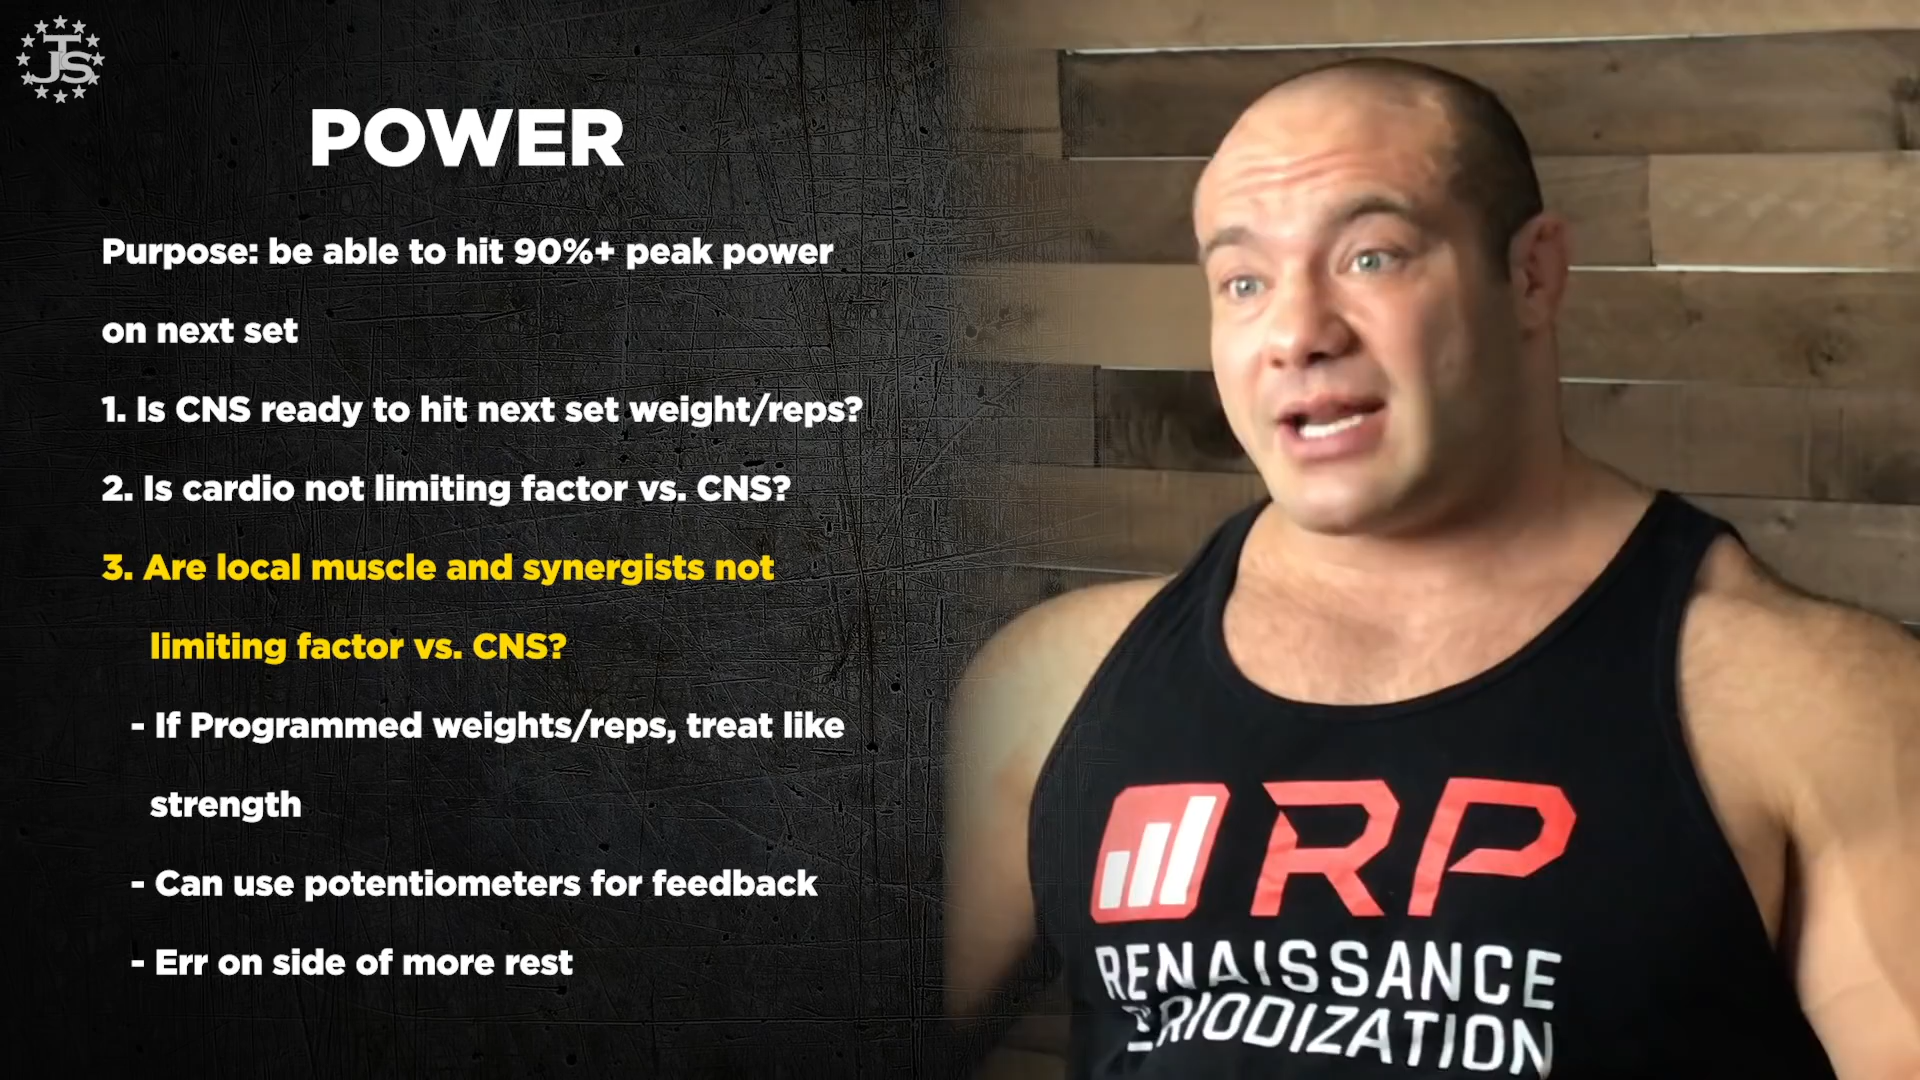 JTS
POWER
Purpose: be able to hit 90%+ peak power
on next set
1. Is CNS ready to hit next set weight/reps?
2. Is cardio not limiting factor vs. CNS?
3. Are local muscle and synergists not
limiting factor vs. CNS?
- If Programmed weights/reps, treat like
strength
- Can use potentiometers for feedback
- Err on side of more rest
RP
RENAISSANCE
PERIODIZATION